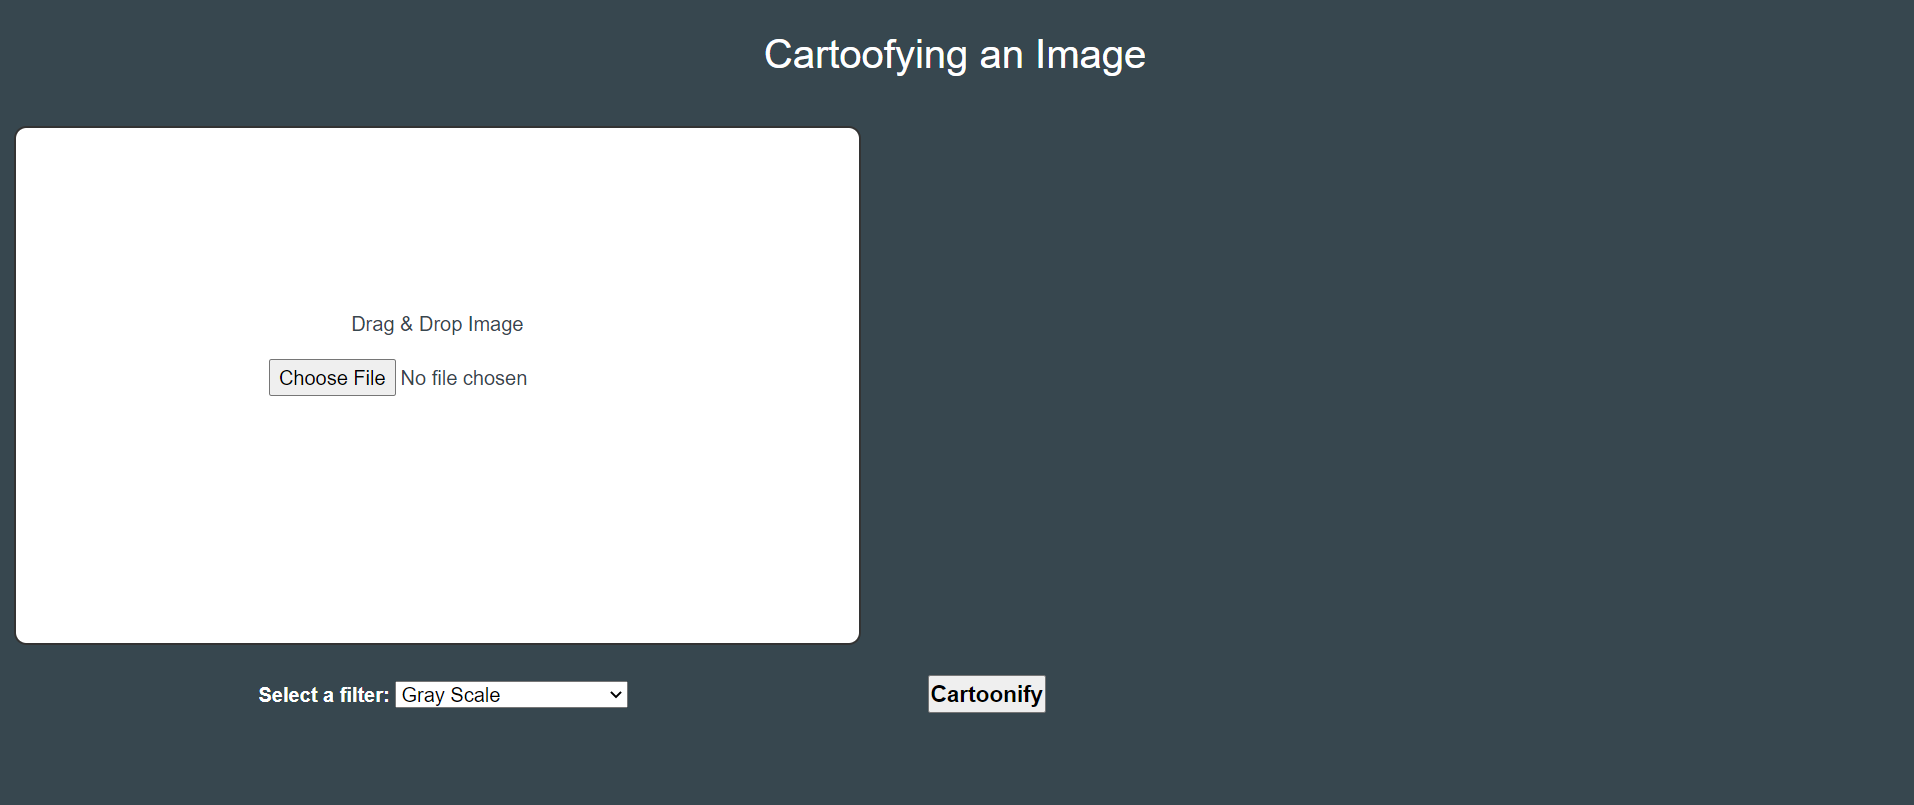 Cartoofying an Image
Drag & Drop Image
Choose File No file chosen
Select a filter: Gray Scale
Cartoonify